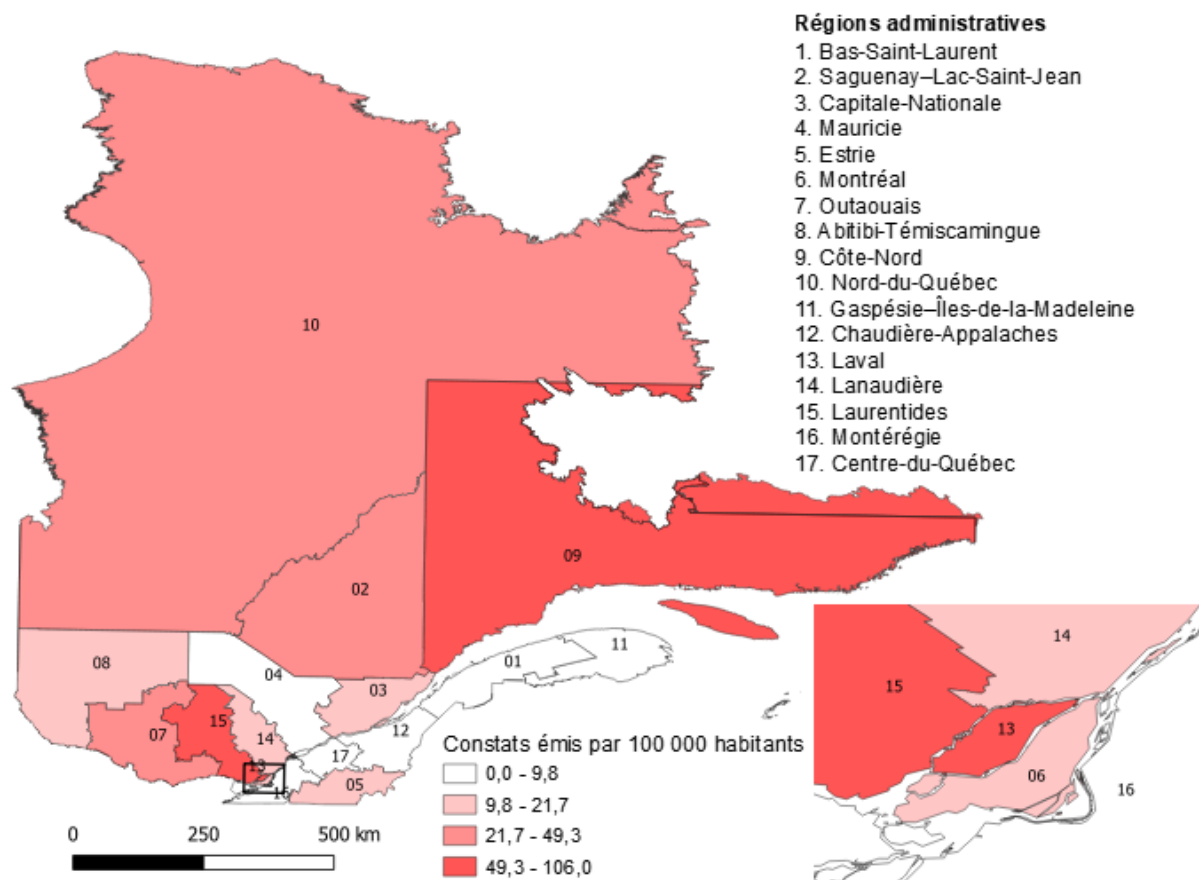 Régions administratives
1. Bas-Saint-Laurent
2. Saguenay–Lac-Saint-Jean
3. Capitale-Nationale
4. Mauricie
5. Estrie
6. Montréal
7. Outaouais
8. Abitibi-Témiscamingue
9. Côte-Nord
10. Nord-du-Québec
11. Gaspésie–Îles-de-la-Madeleine
12. Chaudière-Appalaches
13. Laval
14. Lanaudière
15. Laurentides
16. Montérégie
17. Centre-du-Québec
10
09
02
08
04
03
01
11
12
07
15
14
17
05
13
16
Constats émis par 100 000 habitants
0,0 - 9,8
9,8 - 21,7
21,7 - 49,3
49,3 - 106,0
0 250 500 km
14
15
13
06
16